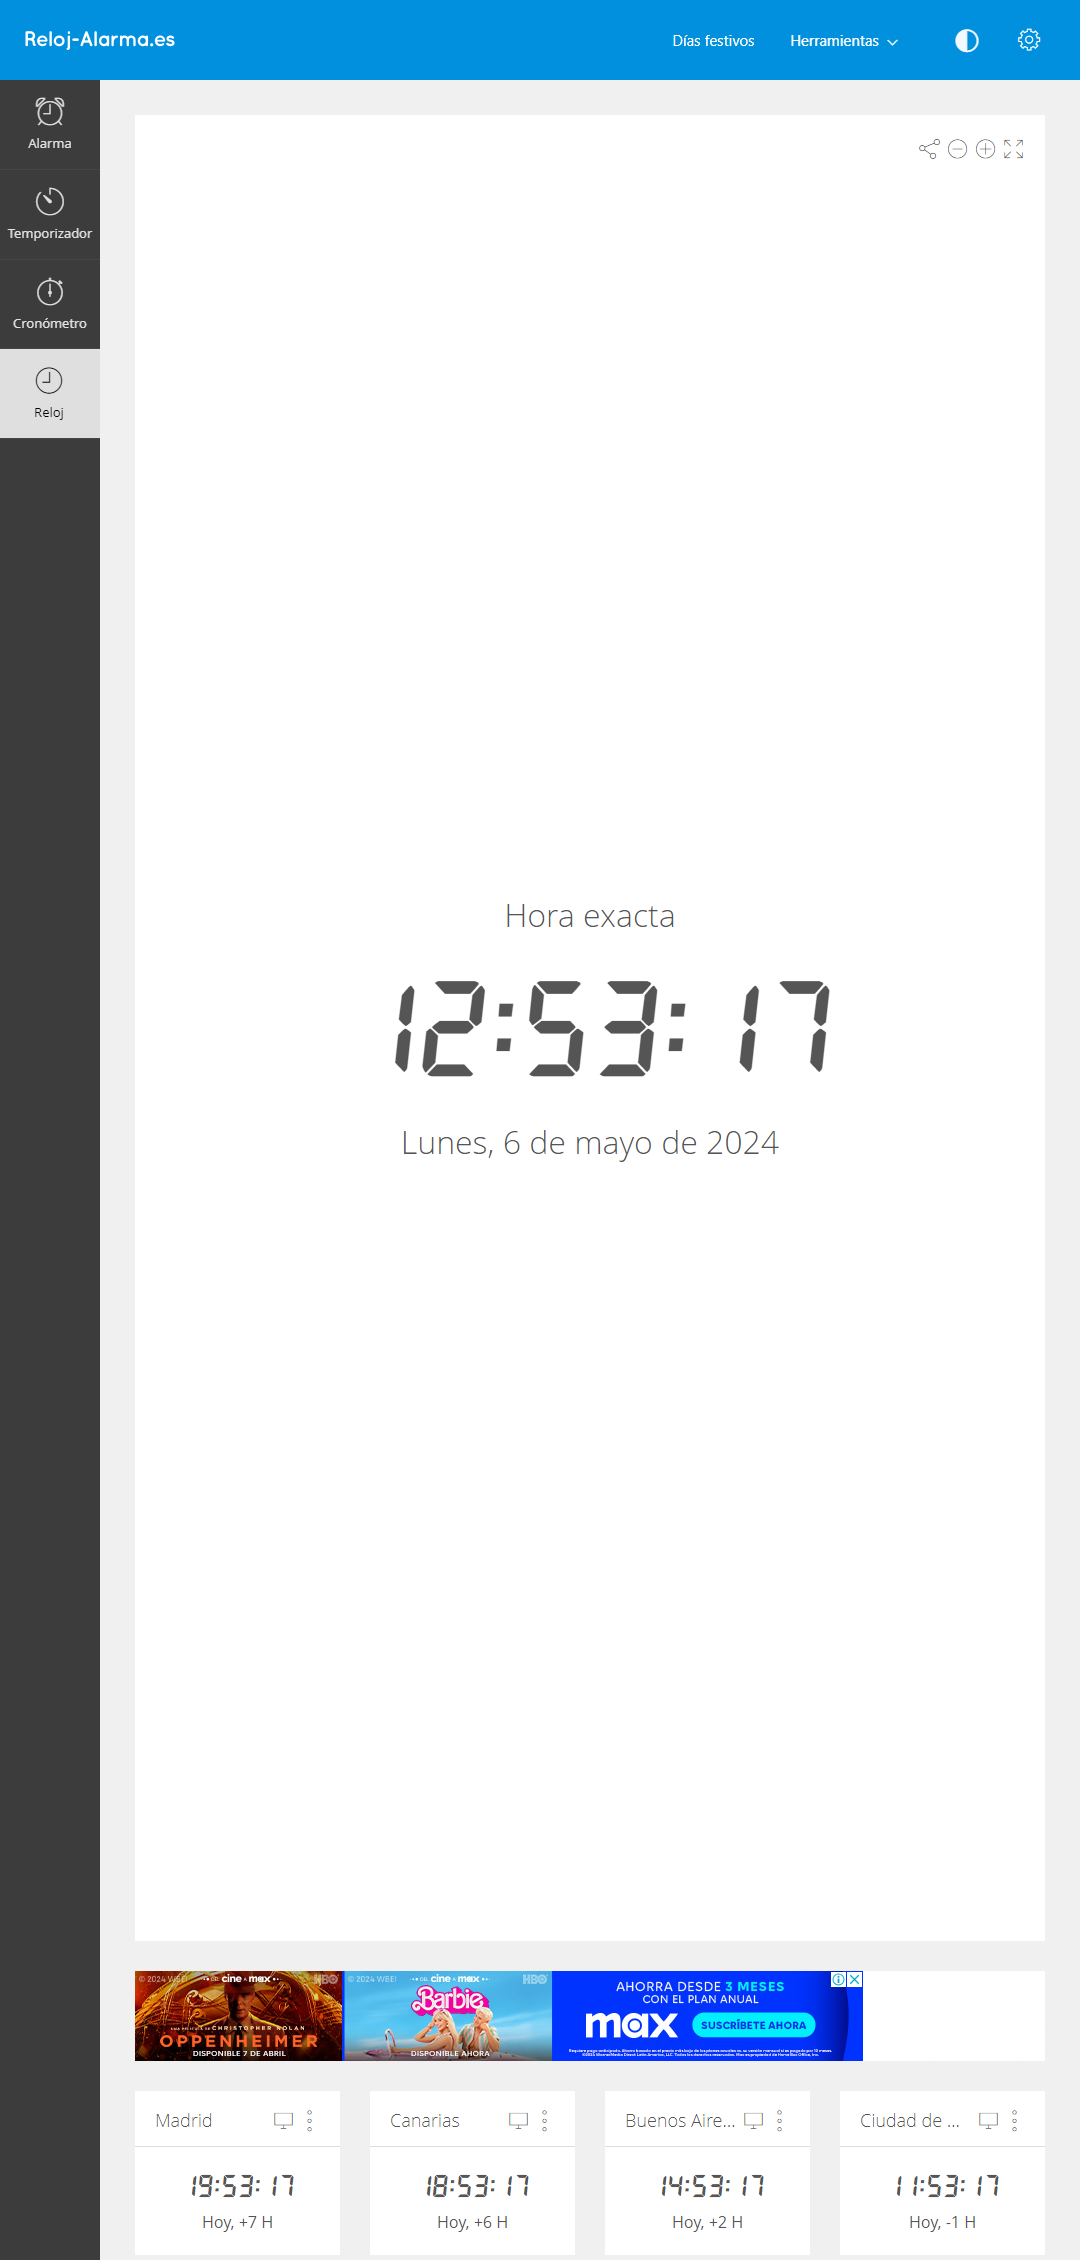 Reloj-Alarma.es
Días festivos
Herramientas
Alarma
Temporizador
Cronómetro
Reloj
Hora exacta
12:53:17
Lunes, 6 de mayo de 2024
© 2024 WBEI
DEL cine A max
HBO
UNA PELÍCULA DE CHRISTOPHER NOLAN
OPPENHEIMER
DISPONIBLE 7 DE ABRIL
© 2024 WBEI
DEL cine A max
HBO
Barbie
DISPONIBLE AHORA
AHORRA DESDE 3 MESES
CON EL PLAN ANUAL
max
SUSCRÍBETE AHORA
Madrid
19:53:17
Hoy, +7 H
Canarias
18:53:17
Hoy, +6 H
Buenos Aire...
14:53:17
Hoy, +2 H
Ciudad de ...
11:53:17
Hoy, -1 H